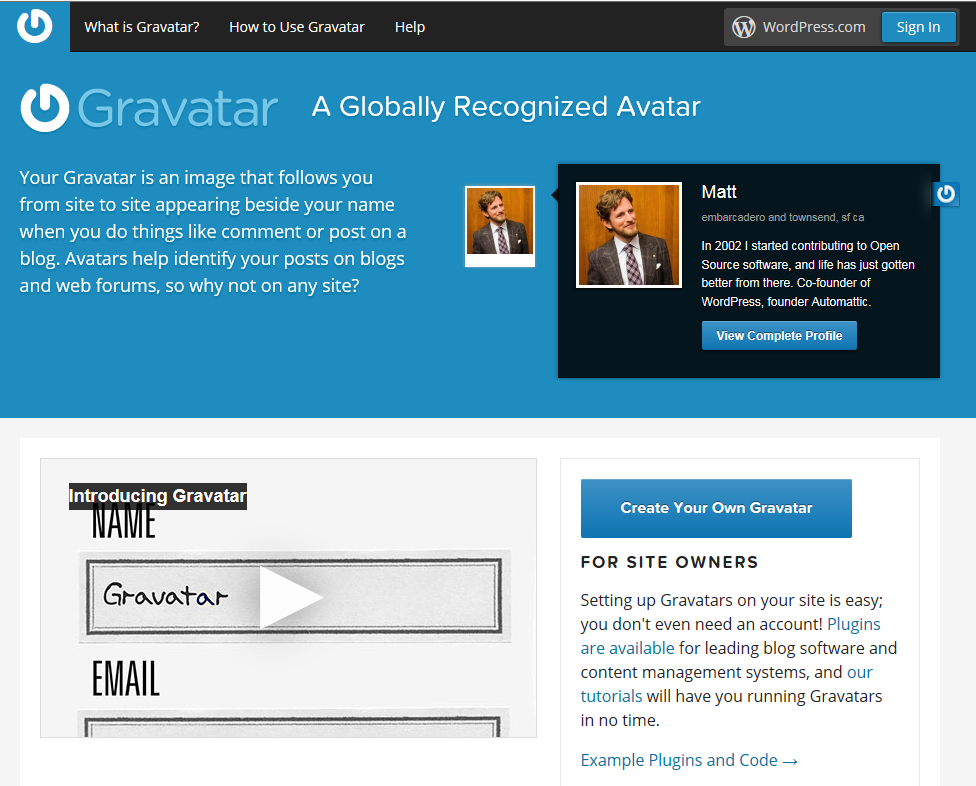 What is Gravatar?
How to Use Gravatar
Help
WordPress.com
Sign In
Gravatar
A Globally Recognized Avatar
Your Gravatar is an image that follows you
from site to site appearing beside your name
when you do things like comment or post on a
blog. Avatars help identify your posts on blogs
and web forums, so why not on any site?
Matt
embarcadero and townsend, sf ca
In 2002 I started contributing to Open
Source software, and life has just gotten
better from there. Co-founder of
WordPress, founder Automattic.
View Complete Profile
Introducing Gravatar
NAME
Gravatar
EMAIL
Create Your Own Gravatar
FOR SITE OWNERS
Setting up Gravatars on your site is easy;
you don't even need an account! Plugins
are available for leading blog software and
content management systems, and our
tutorials will have you running Gravatars
in no time.
Example Plugins and Code →